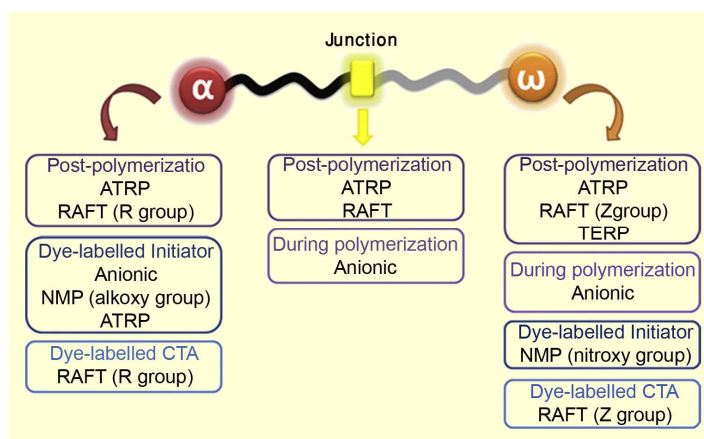 Junction
α
ω
Post-polymerizatio
ATRP
RAFT (R group)
Dye-labelled Initiator
Anionic
NMP (alkoxy group)
ATRP
Dye-labelled CTA
RAFT (R group)
Post-polymerization
ATRP
RAFT
During polymerization
Anionic
Post-polymerization
ATRP
RAFT (Zgroup)
TERP
During polymerization
Anionic
Dye-labelled Initiator
NMP (nitroxy group)
Dye-labelled CTA
RAFT (Z group)